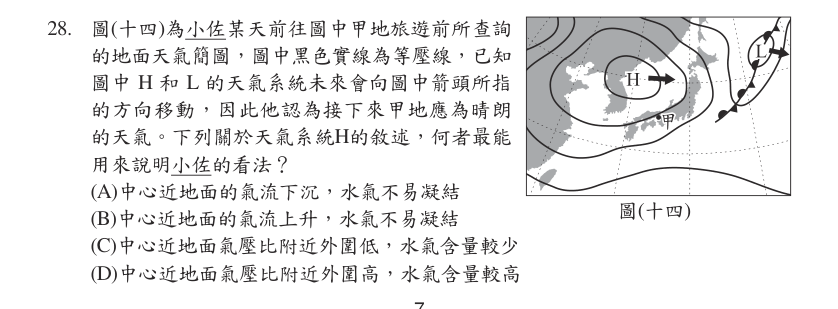 28. 圖(十四)為小佐某天前往圖中甲地旅遊前所查詢
的地面天氣簡圖，圖中黑色實線為等壓線，已知
圖中 H 和 L 的天氣系統未來會向圖中箭頭所指
的方向移動，因此他認為接下來甲地應為晴朗
的天氣。下列關於天氣系統H的敘述，何者最能
用來說明小佐的看法？
(A)中心近地面的氣流下沉，水氣不易凝結
(B)中心近地面的氣流上升，水氣不易凝結
(C)中心近地面氣壓比附近外圍低，水氣含量較少
(D)中心近地面氣壓比附近外圍高，水氣含量較高
H
L
甲
圖(十四)
7